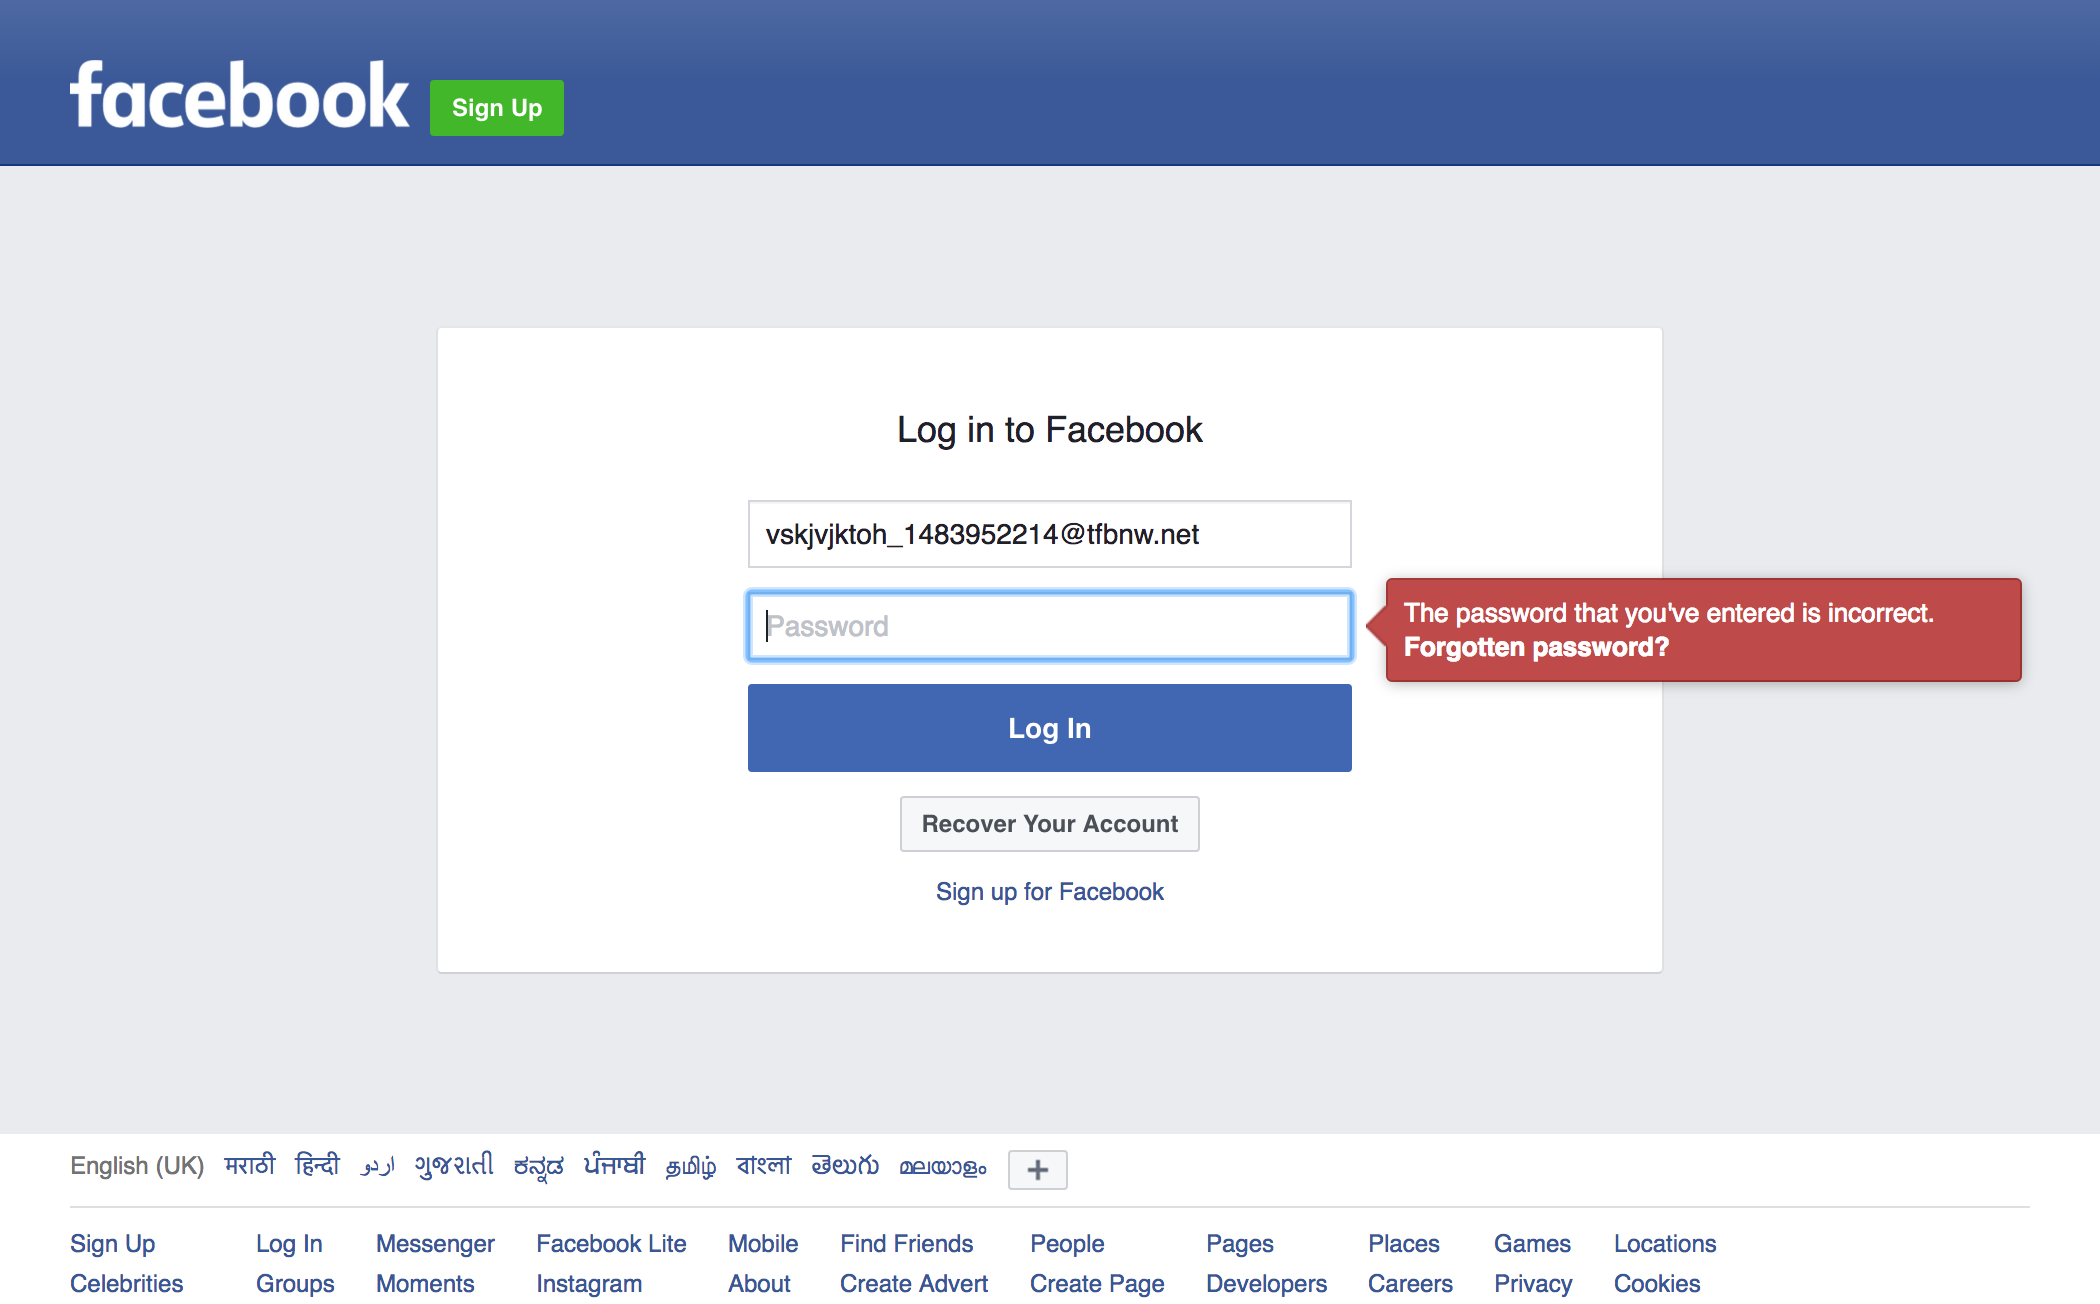 facebook
Sign Up
Log in to Facebook
vskjvjktoh_1483952214@tfbnw.net
Password
The password that you've entered is incorrect.
Forgotten password?
Log In
Recover Your Account
Sign up for Facebook
English (UK) मराठी हिन्दी اردو ગુજરાતી ಕನ್ನಡ ਪੰਜਾਬੀ தமிழ் বাংলা తెలుగు മലയാളം +
Sign Up Log In Messenger Facebook Lite Mobile Find Friends People Pages Places Games Locations
Celebrities Groups Moments Instagram About Create Advert Create Page Developers Careers Privacy Cookies